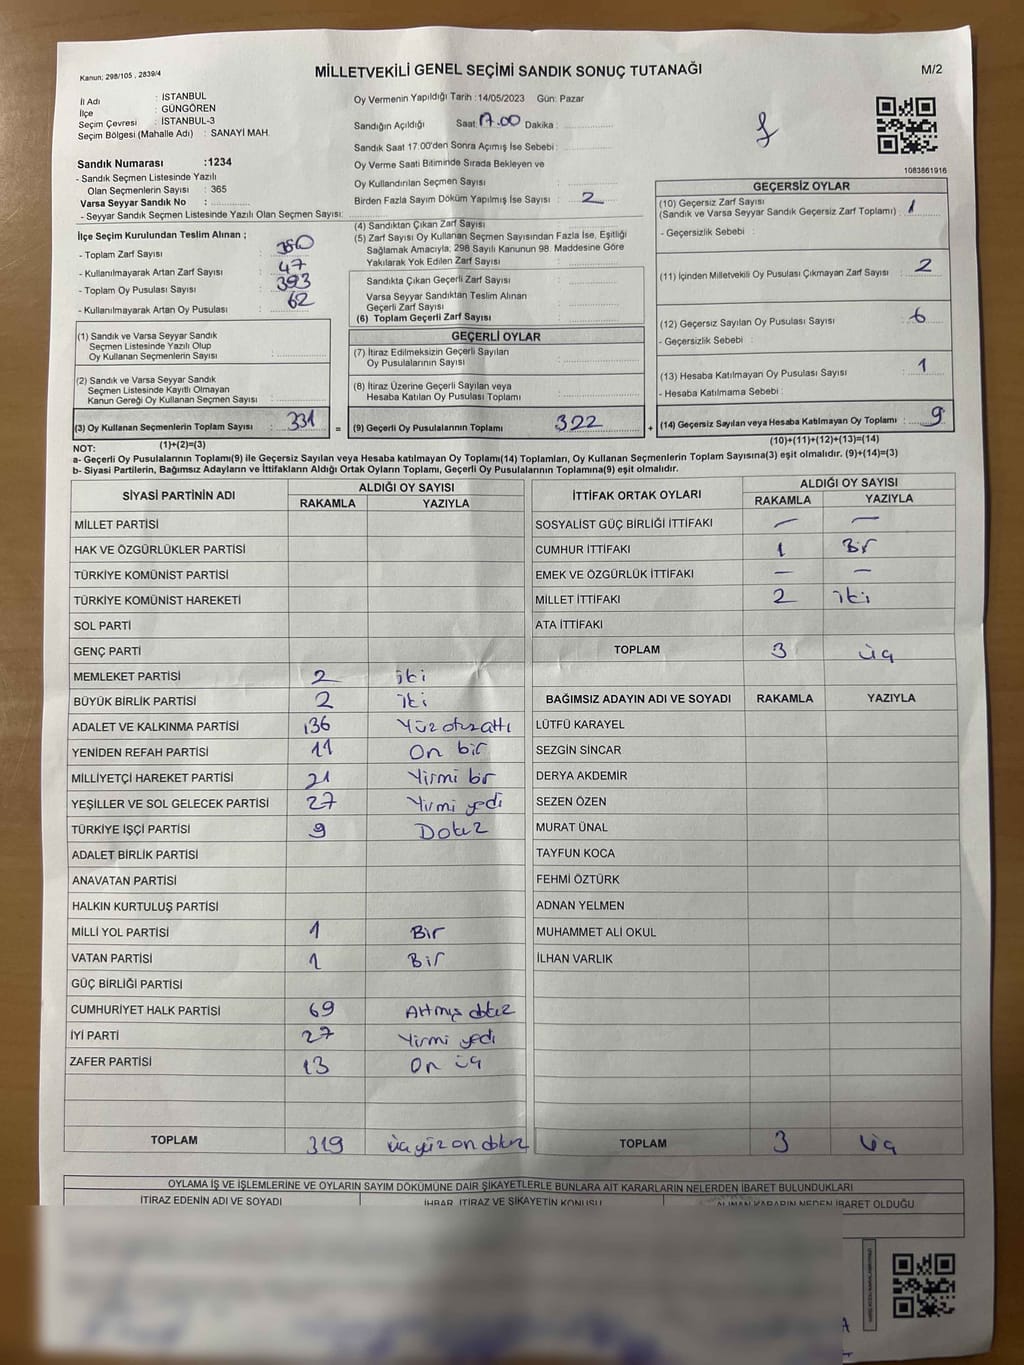 Kanun; 298/105 , 2839/4
MİLLETVEKİLİ GENEL SEÇİMİ SANDIK SONUÇ TUTANAĞI
M/2
İl Adı : İSTANBUL
İlçe : GÜNGÖREN
Seçim Çevresi : İSTANBUL-3
Seçim Bölgesi (Mahalle Adı) : SANAYİ MAH.
Sandık Numarası :1234
- Sandık Seçmen Listesinde Yazılı
Olan Seçmenlerin Sayısı : 365
Varsa Seyyar Sandık No :
- Seyyar Sandık Seçmen Listesinde Yazılı Olan Seçmen Sayısı:
Oy Vermenin Yapıldığı Tarih :14/05/2023 Gün: Pazar
Sandığın Açıldığı Saat 17.00 Dakika :
Sandık Saat 17:00'den Sonra Açımış İse Sebebi :
Oy Verme Saati Bitiminde Sırada Bekleyen ve
Oy Kullandırılan Seçmen Sayısı :
Birden Fazla Sayım Döküm Yapılmış İse Sayısı : 2
1083861916
İlçe Seçim Kurulundan Teslim Alınan ;
- Toplam Zarf Sayısı : 380
- Kullanılmayarak Artan Zarf Sayısı : 47
- Toplam Oy Pusulası Sayısı : 393
- Kullanılmayarak Artan Oy Pusulası : 62
(4) Sandıktan Çıkan Zarf Sayısı :
(5) Zarf Sayısı Oy Kullanan Seçmen Sayısından Fazla İse, Eşitliği
Sağlamak Amacıyla, 298 Sayılı Kanunun 98. Maddesine Göre
Yakılarak Yok Edilen Zarf Sayısı :
Sandıkta Çıkan Geçerli Zarf Sayısı :
Varsa Seyyar Sandıktan Teslim Alınan
Geçerli Zarf Sayısı :
(6) Toplam Geçerli Zarf Sayısı :
GEÇERSİZ OYLAR
(10) Geçersiz Zarf Sayısı
(Sandık ve Varsa Seyyar Sandık Geçersiz Zarf Toplamı) : 1
- Geçersizlik Sebebi :
(11) İçinden Milletvekili Oy Pusulası Çıkmayan Zarf Sayısı : 2
(12) Geçersiz Sayılan Oy Pusulası Sayısı : 6
- Geçersizlik Sebebi :
(13) Hesaba Katılmayan Oy Pusulası Sayısı : 1
- Hesaba Katılmama Sebebi :
(1) Sandık ve Varsa Seyyar Sandık
Seçmen Listesinde Yazılı Olup
Oy Kullanan Seçmenlerin Sayısı :
(2) Sandık ve Varsa Seyyar Sandık
Seçmen Listesinde Kayıtlı Olmayan
Kanun Gereği Oy Kullanan Seçmen Sayısı :
GEÇERLİ OYLAR
(7) İtiraz Edilmeksizin Geçerli Sayılan
Oy Pusulalarının Sayısı :
(8) İtiraz Üzerine Geçerli Sayılan veya
Hesaba Katılan Oy Pusulası Toplamı :
(3) Oy Kullanan Seçmenlerin Toplam Sayısı : 331 = (9) Geçerli Oy Pusulalarının Toplamı : 322 + (14) Geçersiz Sayılan veya Hesaba Katılmayan Oy Toplamı : 9
(1)+(2)=(3)
(10)+(11)+(12)+(13)=(14)
NOT:
a- Geçerli Oy Pusulalarının Toplam(9) ile Geçersiz Sayılan veya Hesaba katılmayan Oy Toplamı(14) Toplamları, Oy Kullanan Seçmenlerin Toplam Sayısına(3) eşit olmalıdır. (9)+(14)=(3)
b- Siyasi Partilerin, Bağımsız Adayların ve İttifakların Aldığı Ortak Oyların Toplamı, Geçerli Oy Pusulalarının Toplamına(9) eşit olmalıdır.
SİYASİ PARTİNİN ADI ALDIĞI OY SAYISI
RAKAMLA YAZIYLA
MİLLET PARTİSİ
HAK VE ÖZGÜRLÜKLER PARTİSİ
TÜRKİYE KOMÜNİST PARTİSİ
TÜRKİYE KOMÜNİST HAREKETİ
SOL PARTİ
GENÇ PARTİ
MEMLEKET PARTİSİ 2 iki
BÜYÜK BİRLİK PARTİSİ 2 iki
ADALET VE KALKINMA PARTİSİ 136 Yüz otuz altı
YENİDEN REFAH PARTİSİ 11 On bir
MİLLİYETÇİ HAREKET PARTİSİ 21 Yirmi bir
YEŞİLLER VE SOL GELECEK PARTİSİ 27 Yirmi yedi
TÜRKİYE İŞÇİ PARTİSİ 9 Dokuz
ADALET BİRLİK PARTİSİ
ANAVATAN PARTİSİ
HALKIN KURTULUŞ PARTİSİ
MİLLİ YOL PARTİSİ 1 Bir
VATAN PARTİSİ 1 Bir
GÜÇ BİRLİĞİ PARTİSİ
CUMHURİYET HALK PARTİSİ 69 Altmış dokuz
İYİ PARTİ 27 Yirmi yedi
ZAFER PARTİSİ 13 On üç
TOPLAM 319 üç yüz on dokuz
İTTİFAK ORTAK OYLARI ALDIĞI OY SAYISI
RAKAMLA YAZIYLA
SOSYALİST GÜÇ BİRLİĞİ İTTİFAKI — —
CUMHUR İTTİFAKI 1 Bir
EMEK VE ÖZGÜRLÜK İTTİFAKI — —
MİLLET İTTİFAKI 2 iki
ATA İTTİFAKI
TOPLAM 3 üç
BAĞIMSIZ ADAYIN ADI VE SOYADI RAKAMLA YAZIYLA
LÜTFÜ KARAYEL
SEZGİN SİNCAR
DERYA AKDEMİR
SEZEN ÖZEN
MURAT ÜNAL
TAYFUN KOCA
FEHMİ ÖZTÜRK
ADNAN YELMEN
MUHAMMET ALİ OKUL
İLHAN VARLIK
TOPLAM 3 üç
OYLAMA İŞ VE İŞLEMLERİNE VE OYLARIN SAYIM DÖKÜMÜNE DAİR ŞİKAYETLERLE BUNLARA AİT KARARLARIN NELERDEN İBARET BULUNDUKLARI
İTİRAZ EDENİN ADI VE SOYADI İHBAR, İTİRAZ VE ŞİKAYETİN KONUSU ALINAN KARARIN NEDEN İBARET OLDUĞU